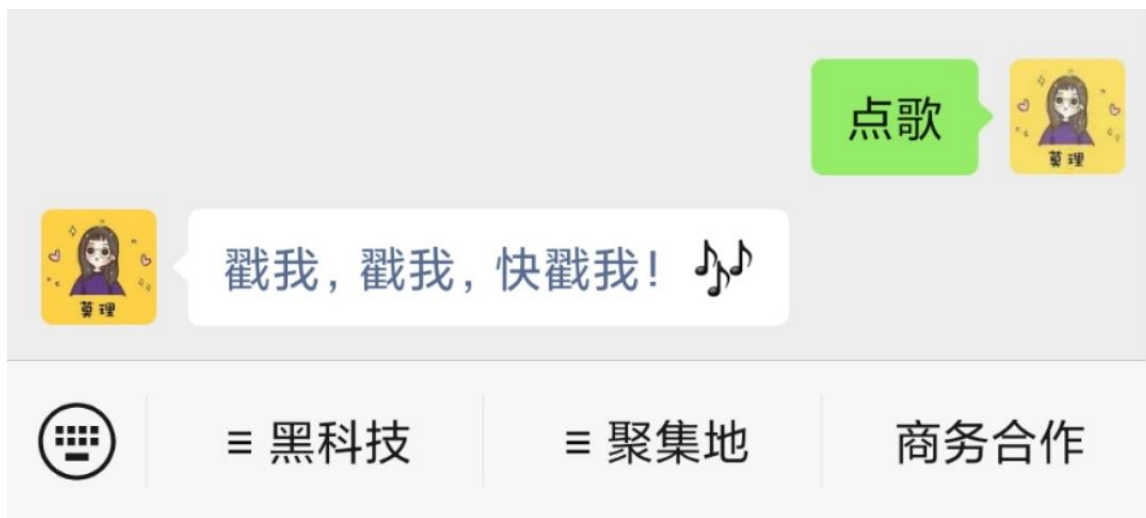 点歌
莫理
戳我,戳我,快戳我!🎶
莫理
≡ 黑科技
≡ 聚集地
商务合作